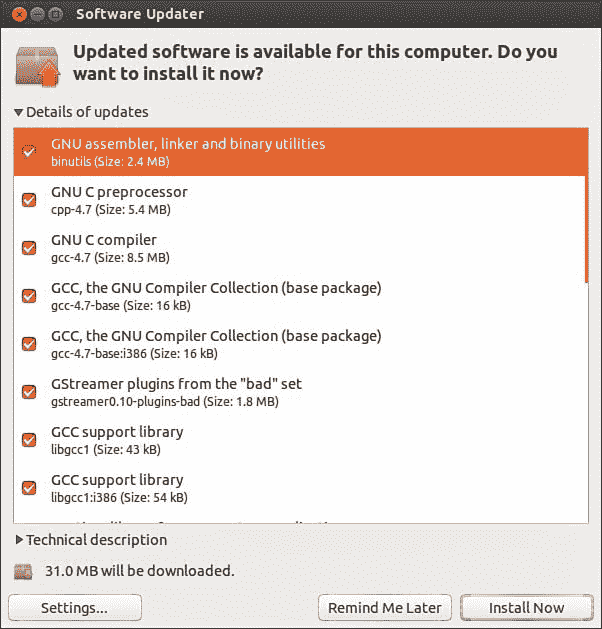 Software Updater
Updated software is available for this computer. Do you
want to install it now?
Details of updates
GNU assembler, linker and binary utilities
binutils (Size: 2.4 MB)
GNU C preprocessor
cpp-4.7 (Size: 5.4 MB)
GNU C compiler
gcc-4.7 (Size: 8.5 MB)
GCC, the GNU Compiler Collection (base package)
gcc-4.7-base (Size: 16 kB)
GCC, the GNU Compiler Collection (base package)
gcc-4.7-base:i386 (Size: 16 kB)
GStreamer plugins from the "bad" set
gstreamer0.10-plugins-bad (Size: 1.8 MB)
GCC support library
libgcc1 (Size: 43 kB)
GCC support library
libgcc1:i386 (Size: 54 kB)
Technical description
31.0 MB will be downloaded.
Settings...
Remind Me Later
Install Now